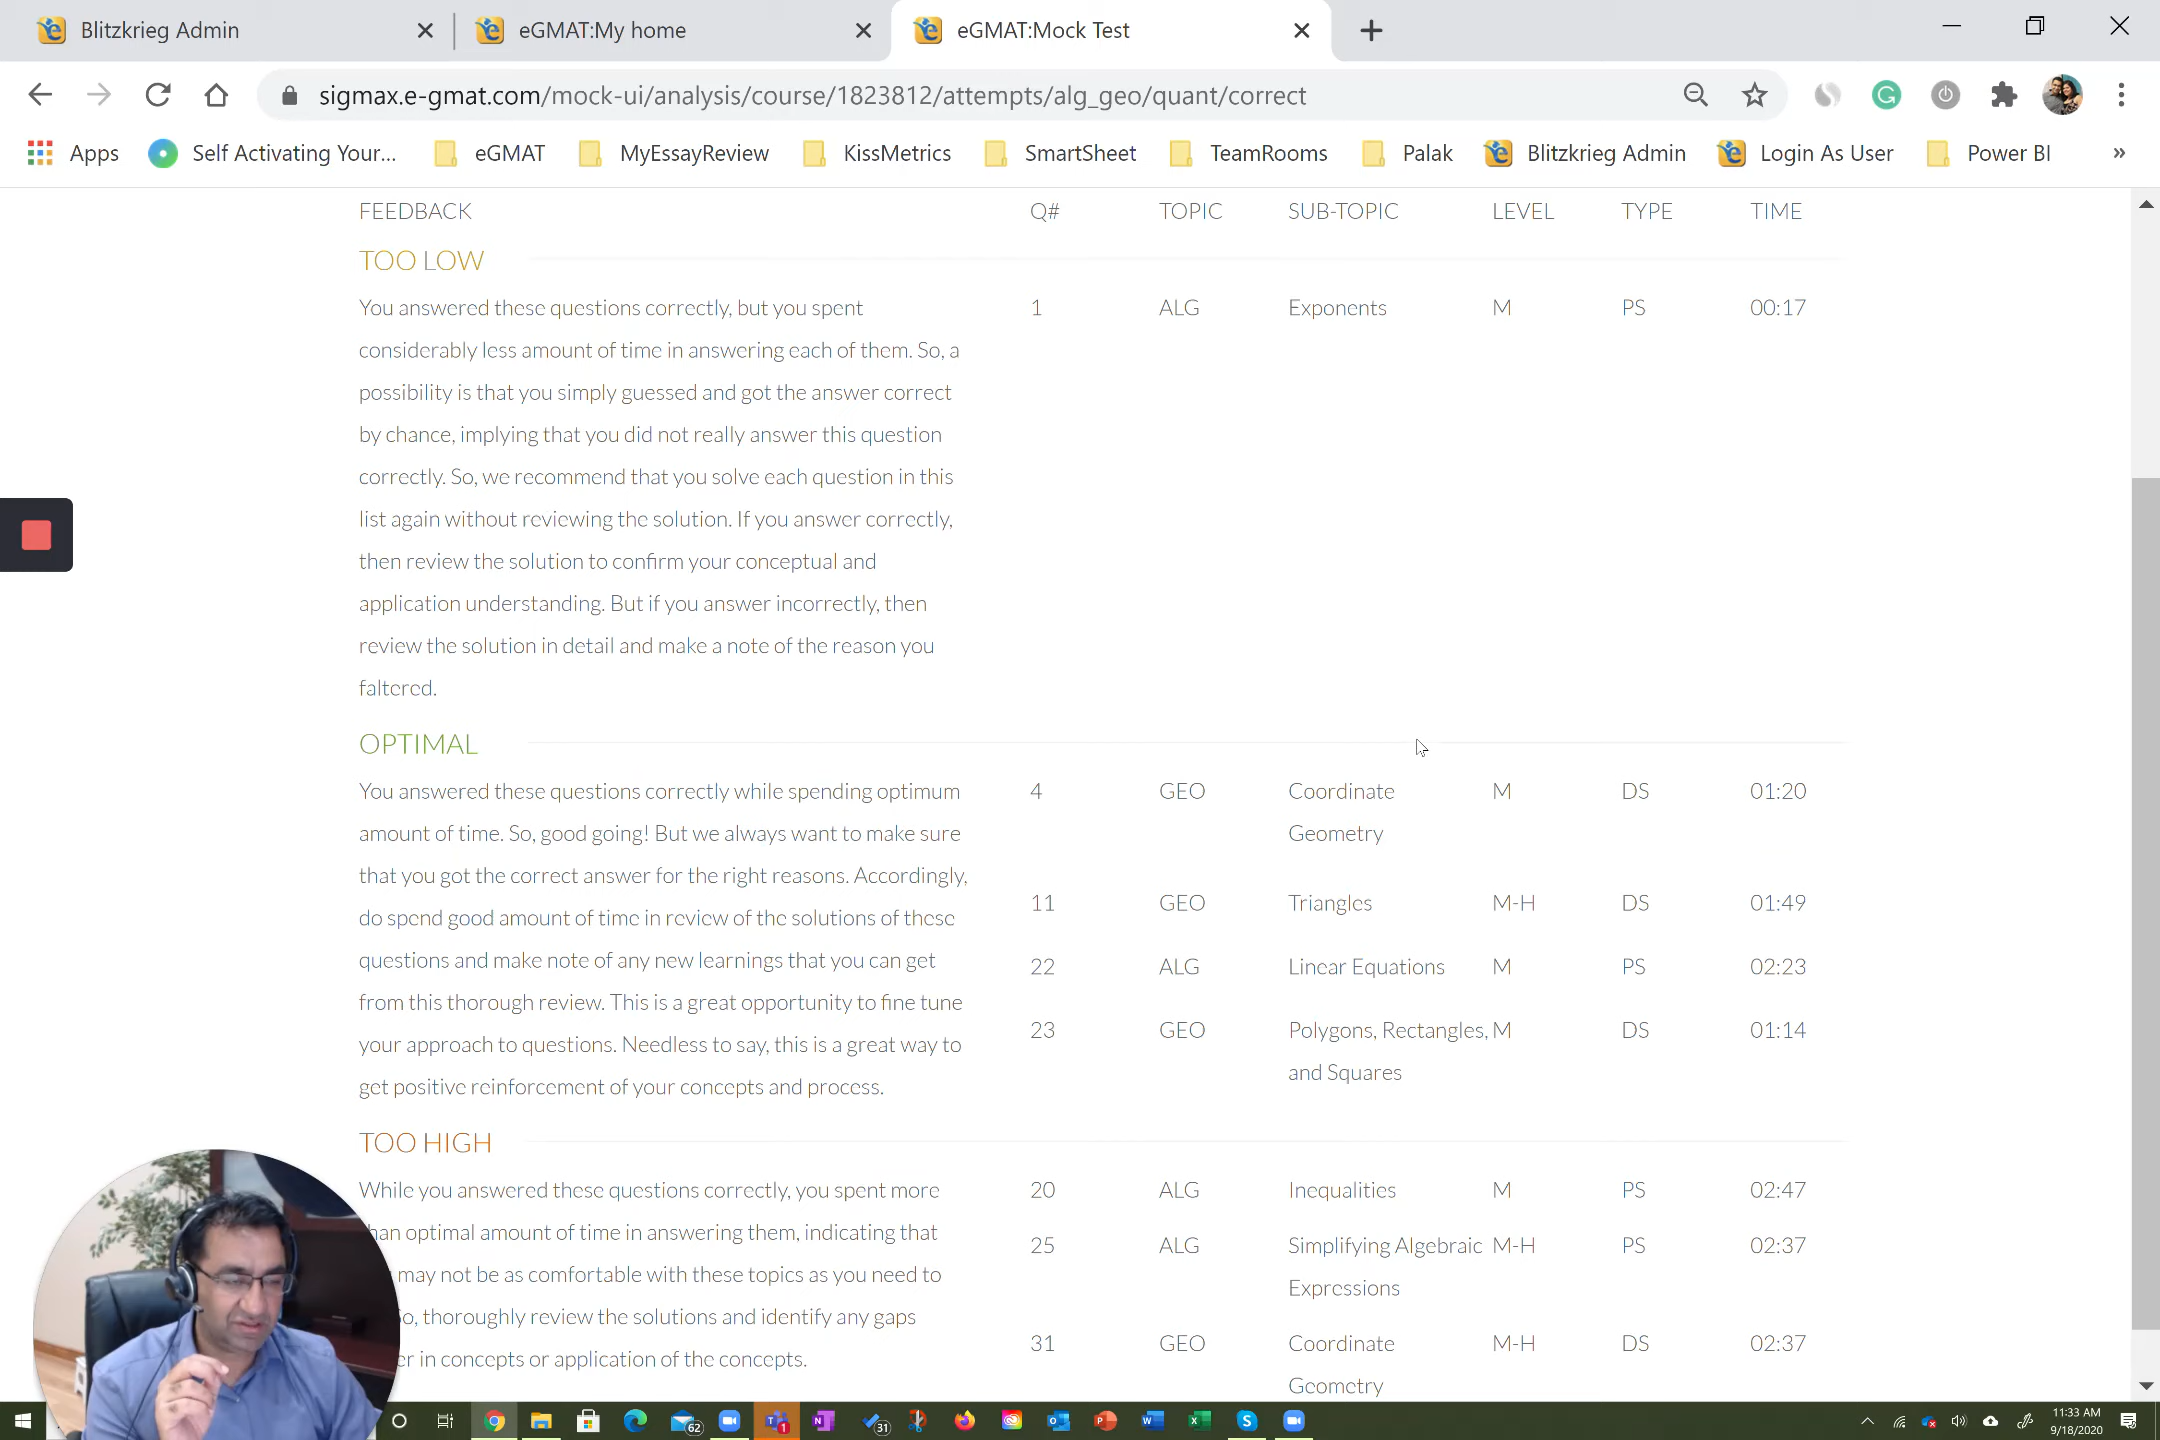 Blitzkrieg Admin
eGMAT:My home
eGMAT:Mock Test
sigmax.e-gmat.com/mock-ui/analysis/course/1823812/attempts/alg_geo/quant/correct
Apps
Self Activating Your...
eGMAT
MyEssayReview
KissMetrics
SmartSheet
TeamRooms
Palak
Blitzkrieg Admin
Login As User
Power BI
»
FEEDBACK Q# TOPIC SUB-TOPIC LEVEL TYPE TIME
TOO LOW
You answered these questions correctly, but you spent
considerably less amount of time in answering each of them. So, a
possibility is that you simply guessed and got the answer correct
by chance, implying that you did not really answer this question
correctly. So, we recommend that you solve each question in this
list again without reviewing the solution. If you answer correctly,
then review the solution to confirm your conceptual and
application understanding. But if you answer incorrectly, then
review the solution in detail and make a note of the reason you
faltered.
1 ALG Exponents M PS 00:17
OPTIMAL
You answered these questions correctly while spending optimum
amount of time. So, good going! But we always want to make sure
that you got the correct answer for the right reasons. Accordingly,
do spend good amount of time in review of the solutions of these
questions and make note of any new learnings that you can get
from this thorough review. This is a great opportunity to fine tune
your approach to questions. Needless to say, this is a great way to
get positive reinforcement of your concepts and process.
4 GEO Coordinate M DS 01:20
Geometry
11 GEO Triangles M-H DS 01:49
22 ALG Linear Equations M PS 02:23
23 GEO Polygons, Rectangles, M DS 01:14
and Squares
TOO HIGH
While you answered these questions correctly, you spent more
han optimal amount of time in answering them, indicating that
may not be as comfortable with these topics as you need to
o, thoroughly review the solutions and identify any gaps
er in concepts or application of the concepts.
20 ALG Inequalities M PS 02:47
25 ALG Simplifying Algebraic M-H PS 02:37
Expressions
31 GEO Coordinate M-H DS 02:37
Geometry
62
1
31
11:33 AM
9/18/2020